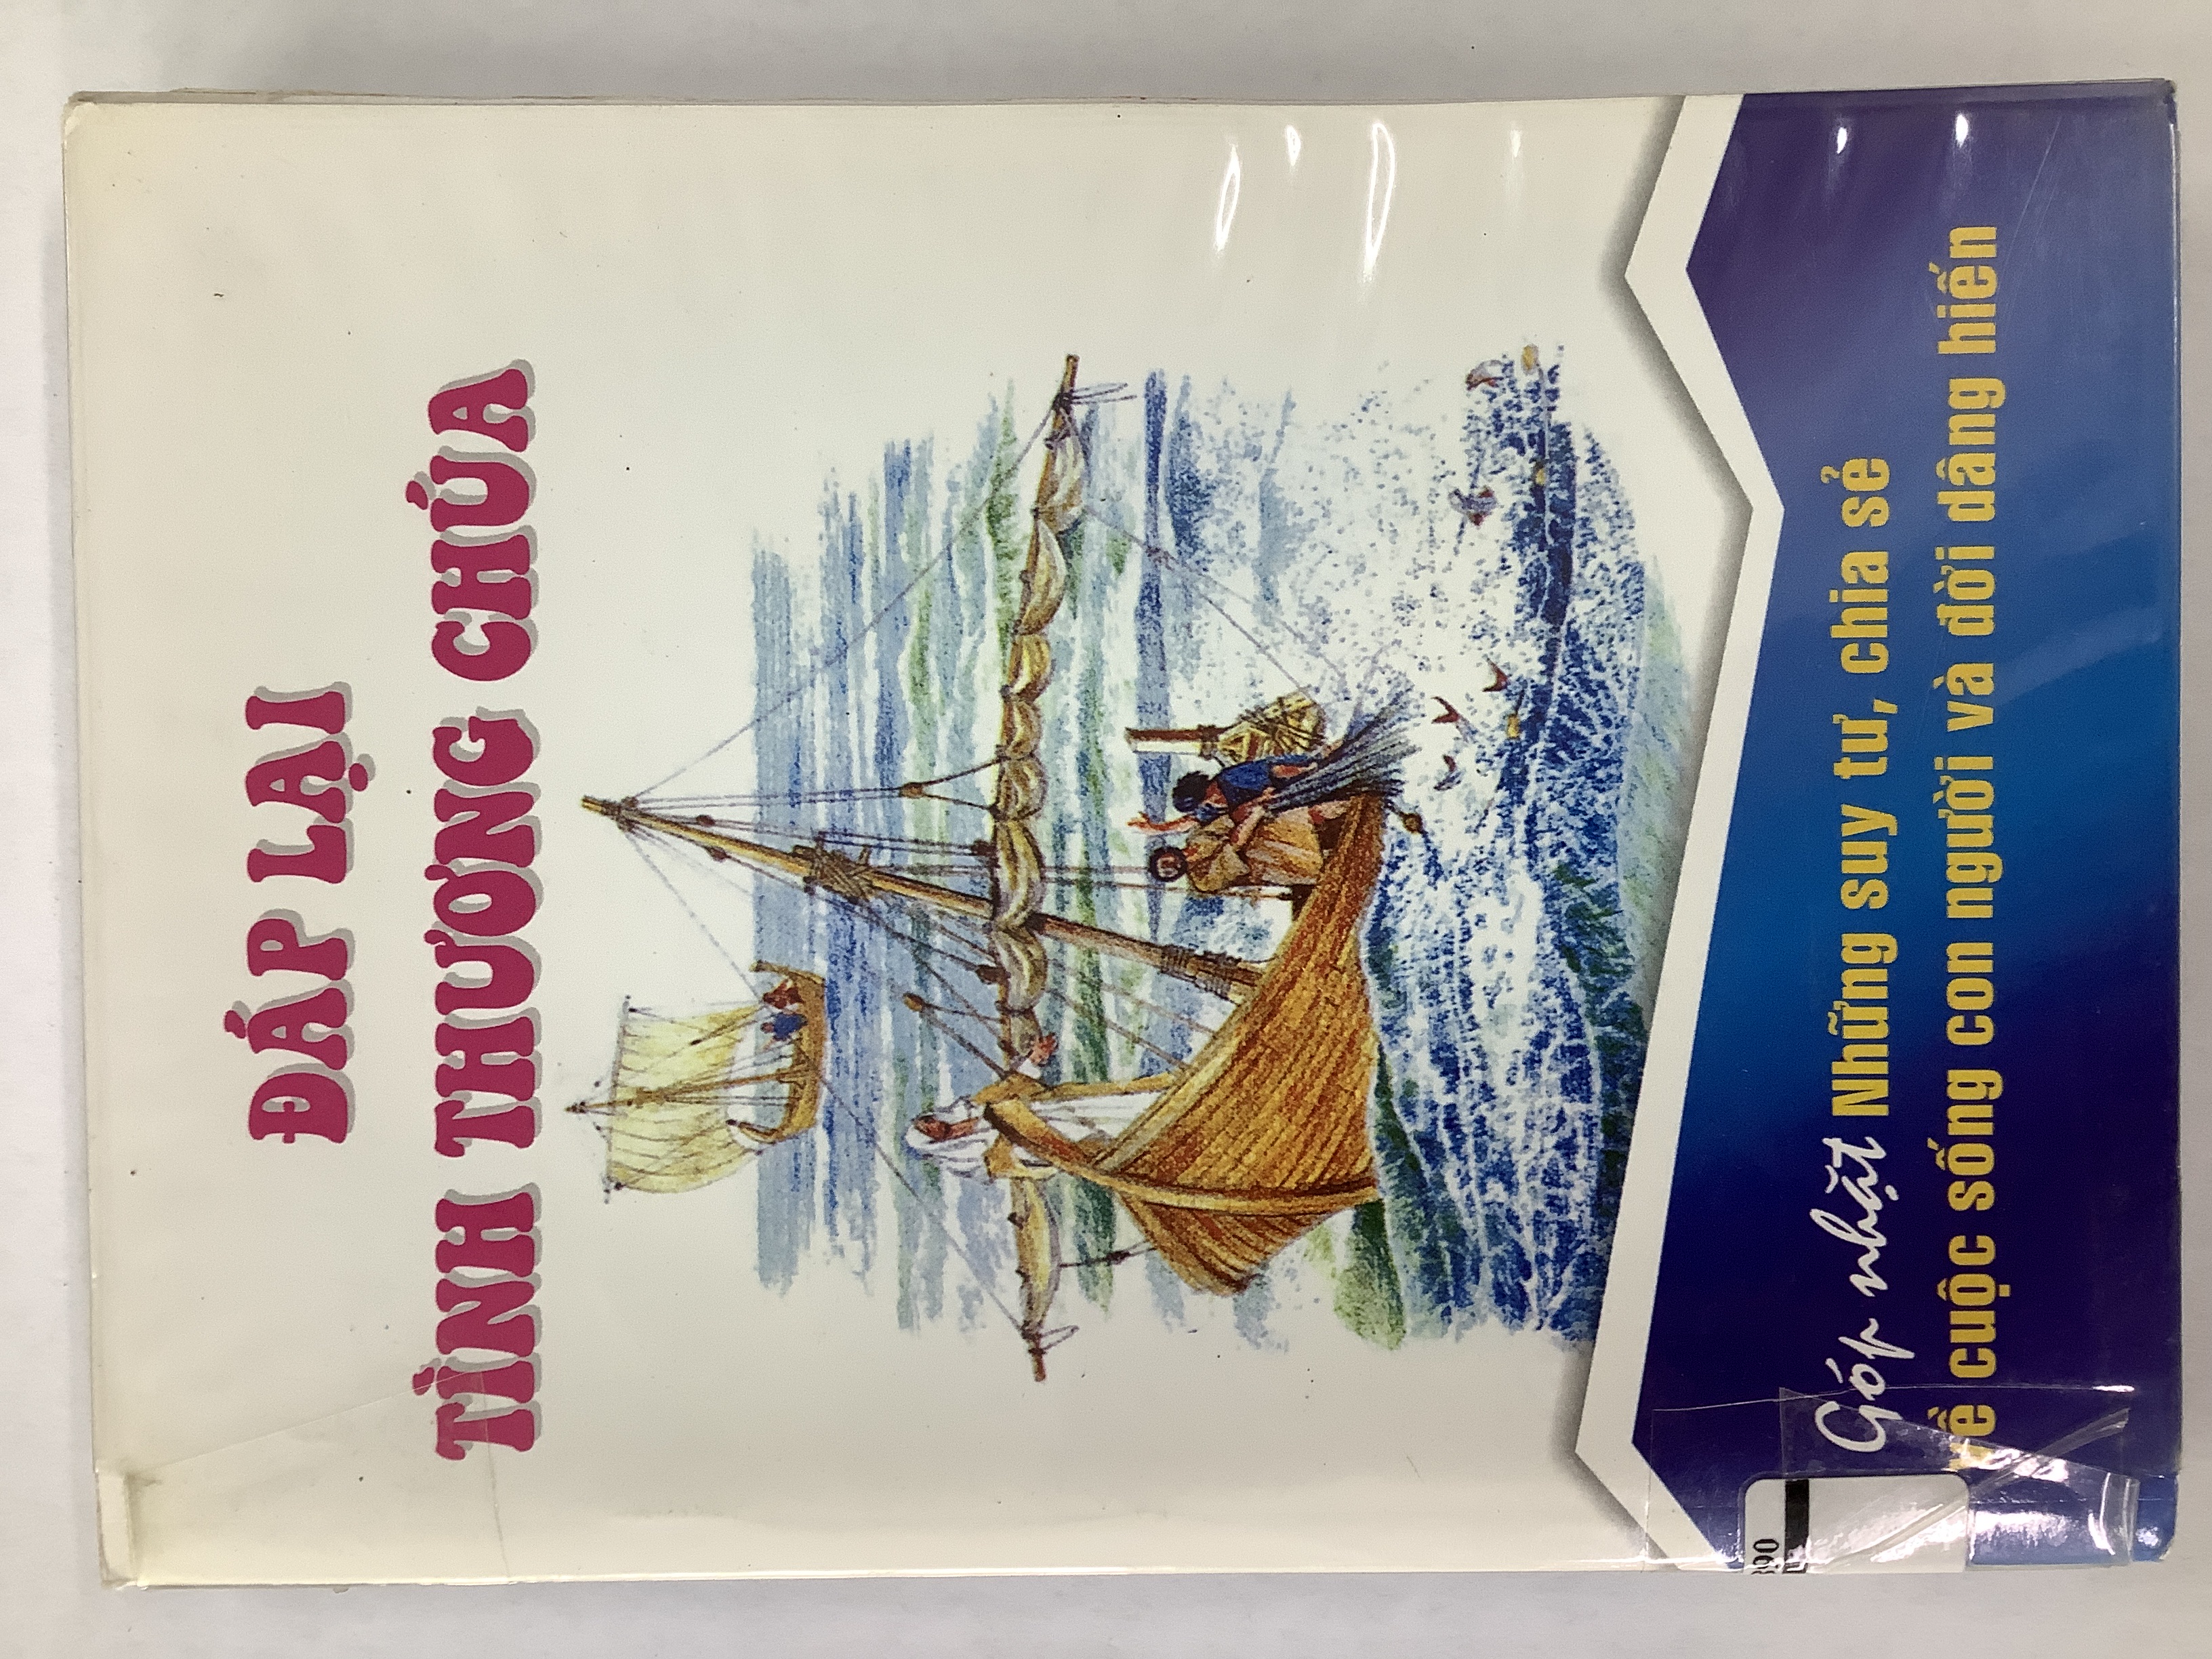 ĐÁP LẠI
TÌNH THƯƠNG CHÚA
Góp nhặt Những suy tư, chia sẻ
về cuộc sống con người và đời dâng hiến